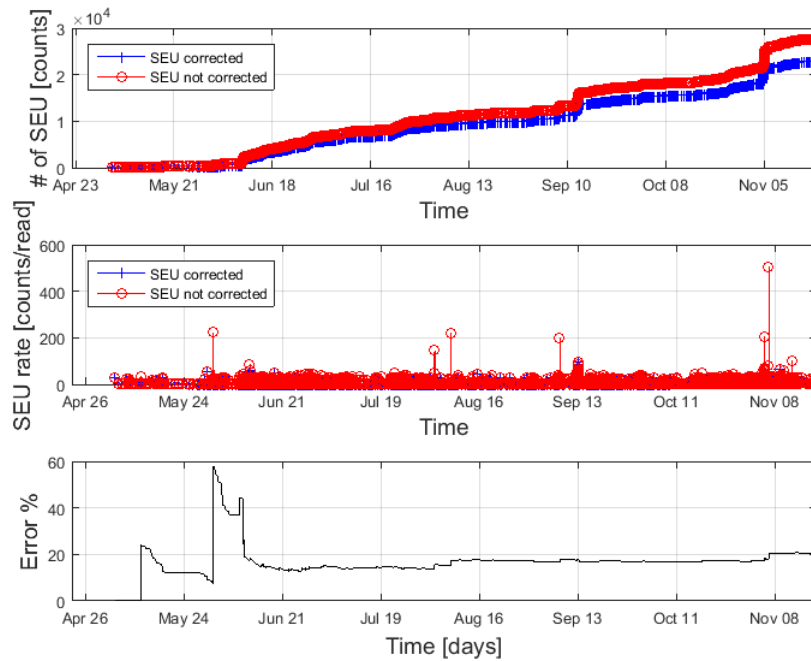 ×10^4
3
2
1
0
# of SEU [counts]
SEU corrected
SEU not corrected
Apr 23 May 21 Jun 18 Jul 16 Aug 13 Sep 10 Oct 08 Nov 05
Time
600
400
200
0
SEU rate [counts/read]
SEU corrected
SEU not corrected
Apr 26 May 24 Jun 21 Jul 19 Aug 16 Sep 13 Oct 11 Nov 08
Time
60
40
20
0
Error %
Apr 26 May 24 Jun 21 Jul 19 Aug 16 Sep 13 Oct 11 Nov 08
Time [days]